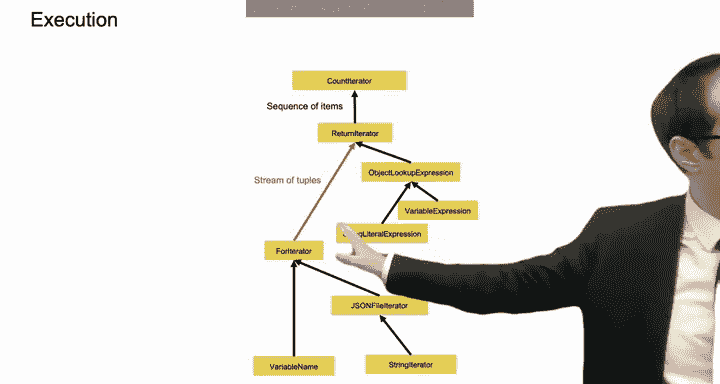 Execution
CountIterator
Sequence of items
ReturnIterator
Stream of tuples
ObjectLookupExpression
VariableExpression
ForIterator
JSONFileIterator
VariableName
StringIterator